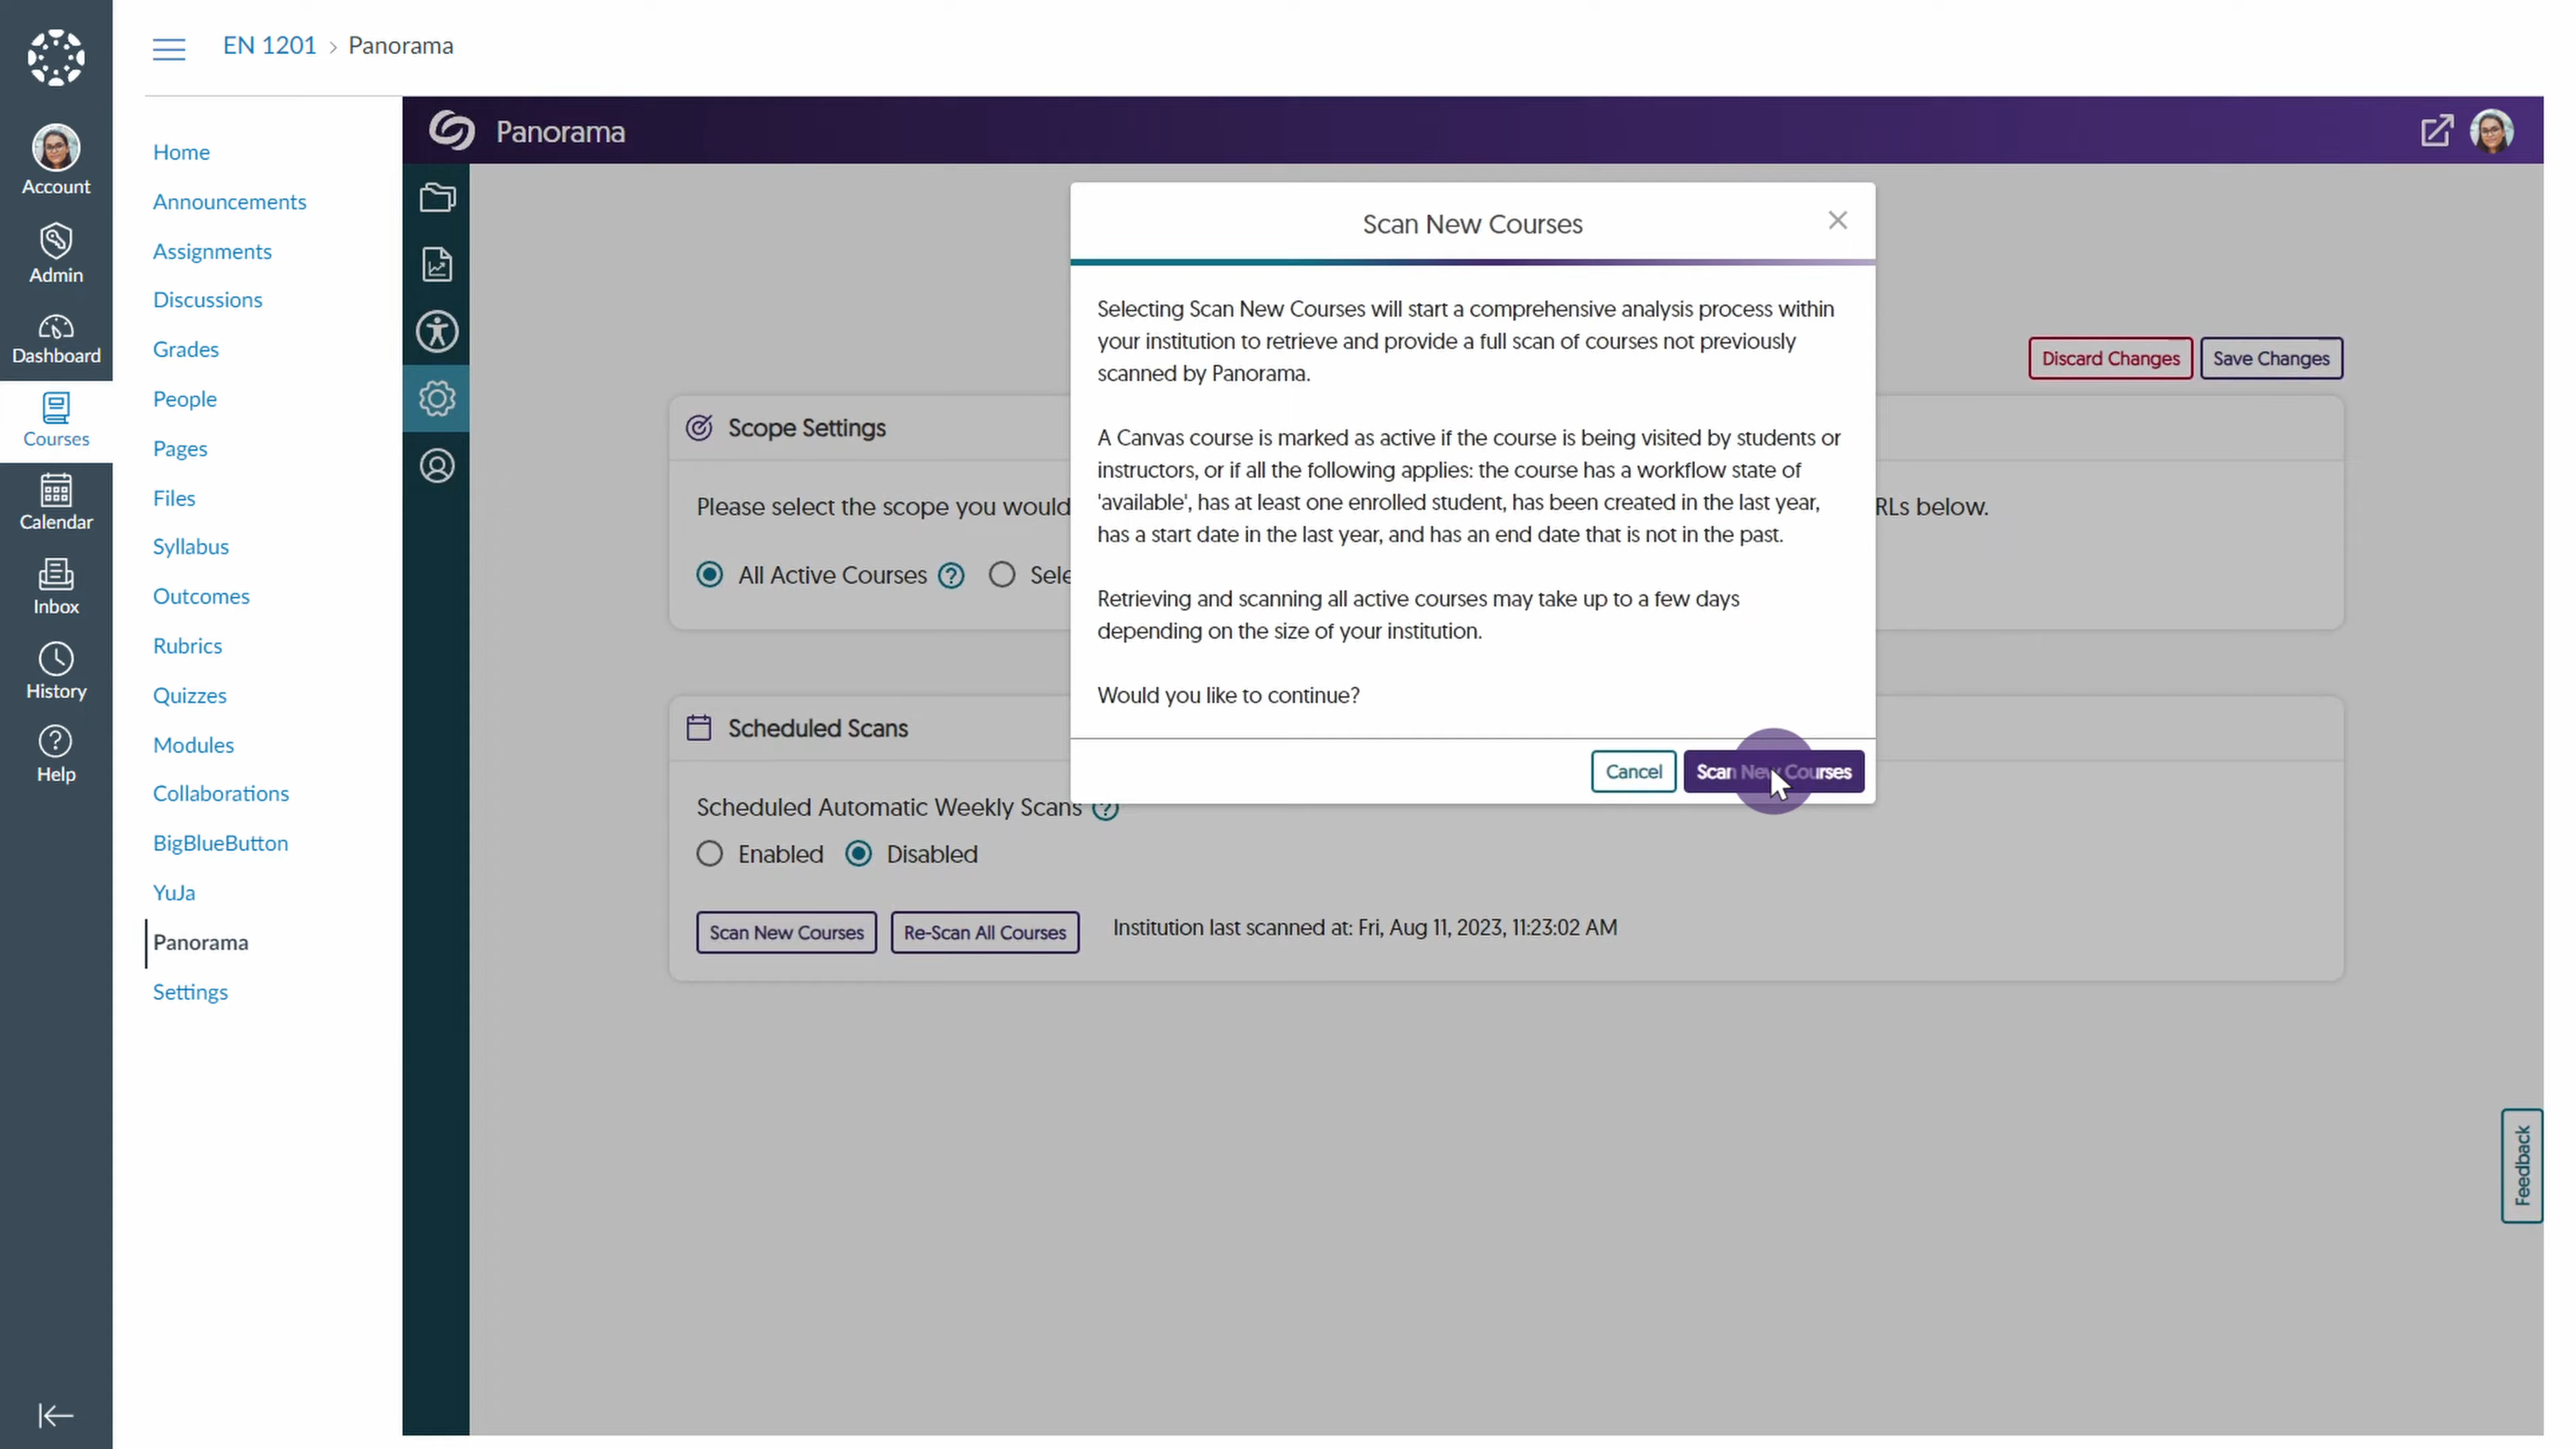 EN 1201 > Panorama
Account
Admin
Dashboard
Courses
Calendar
Inbox
History
Help
Home
Announcements
Assignments
Discussions
Grades
People
Pages
Files
Syllabus
Outcomes
Rubrics
Quizzes
Modules
Collaborations
BigBlueButton
YuJa
Panorama
Settings
Panorama
Discard Changes
Save Changes
Scope Settings
Please select the scope you would
RLs below.
All Active Courses ?
Sele
Scheduled Scans
Scheduled Automatic Weekly Scans ?
Enabled
Disabled
Scan New Courses
Re-Scan All Courses
Institution last scanned at: Fri, Aug 11, 2023, 11:23:02 AM
Scan New Courses
Selecting Scan New Courses will start a comprehensive analysis process within
your institution to retrieve and provide a full scan of courses not previously
scanned by Panorama.
A Canvas course is marked as active if the course is being visited by students or
instructors, or if all the following applies: the course has a workflow state of
'available', has at least one enrolled student, has been created in the last year,
has a start date in the last year, and has an end date that is not in the past.
Retrieving and scanning all active courses may take up to a few days
depending on the size of your institution.
Would you like to continue?
Cancel
Scan New Courses
Feedback